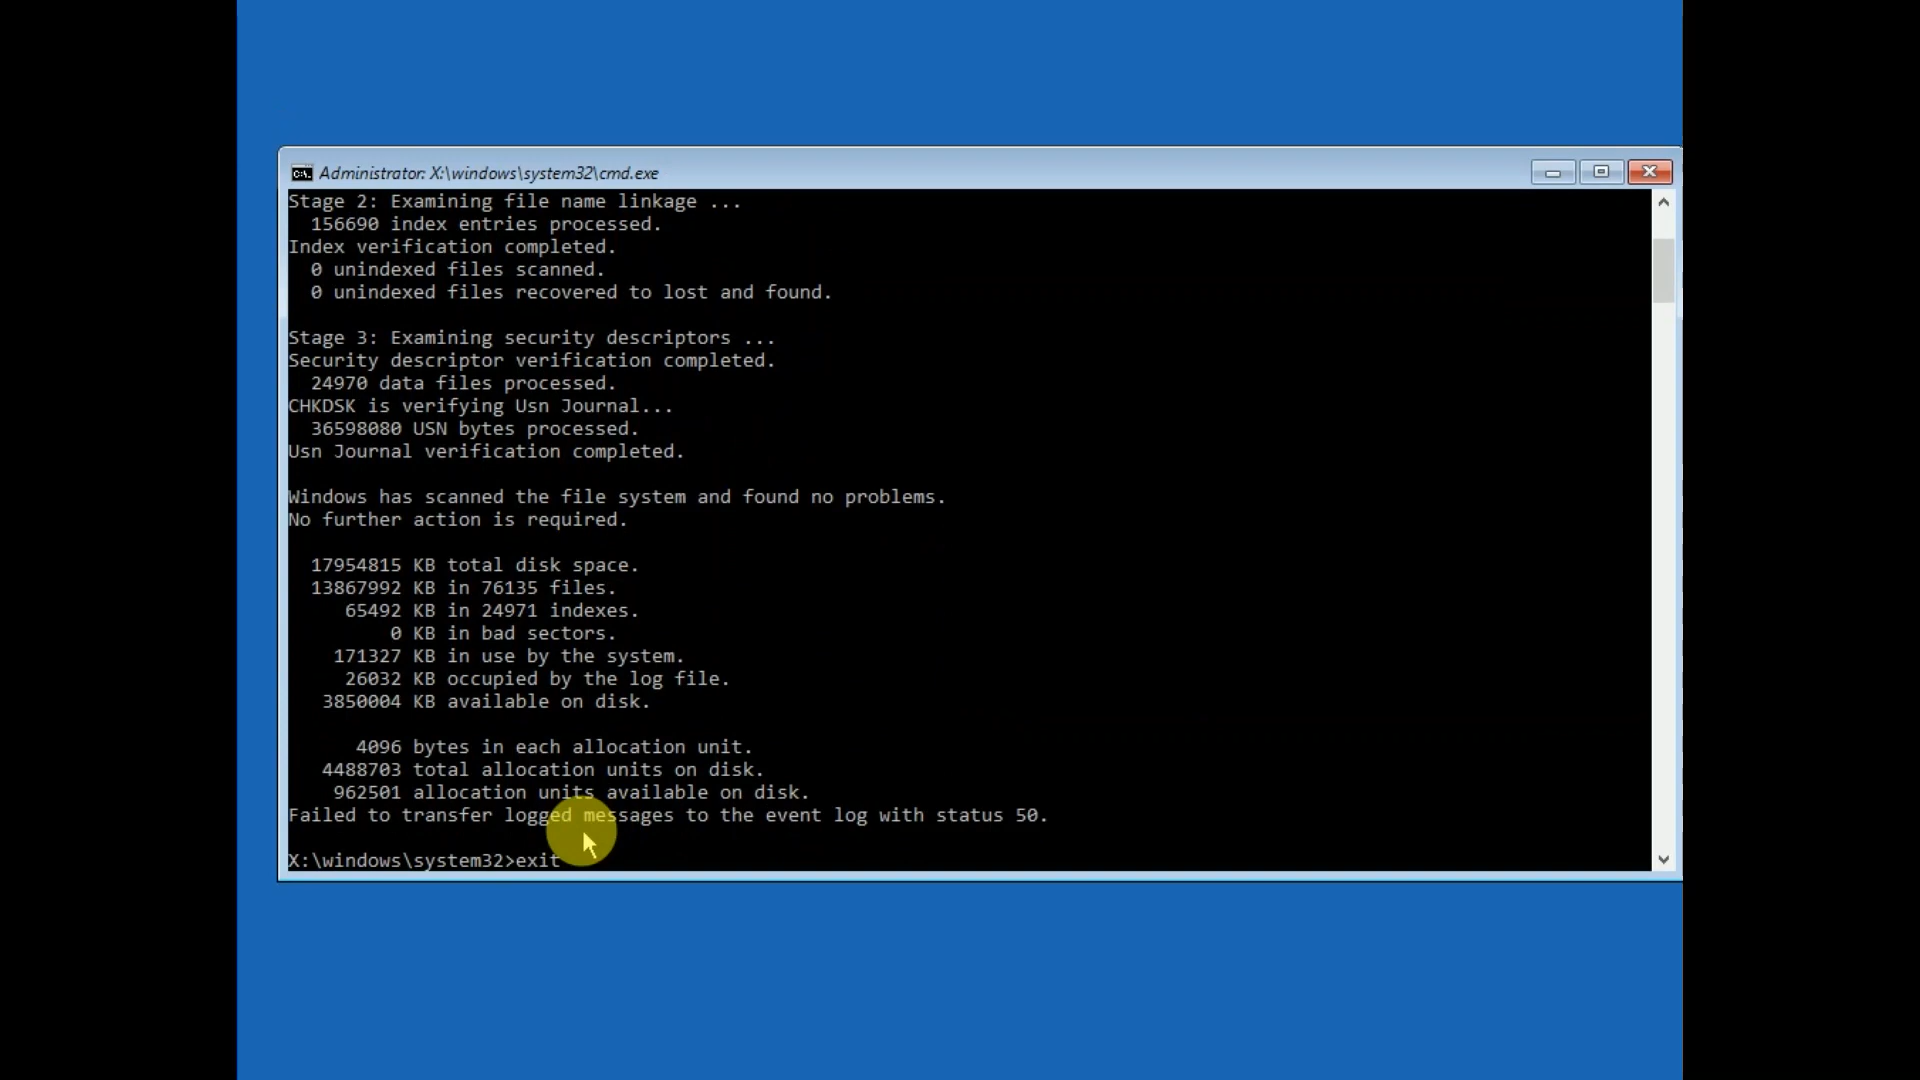 Administrator: X:\windows\system32\cmd.exe
Stage 2: Examining file name linkage ...
156690 index entries processed.
Index verification completed.
0 unindexed files scanned.
0 unindexed files recovered to lost and found.
Stage 3: Examining security descriptors ...
Security descriptor verification completed.
24970 data files processed.
CHKDSK is verifying Usn Journal...
36598080 USN bytes processed.
Usn Journal verification completed.
Windows has scanned the file system and found no problems.
No further action is required.
17954815 KB total disk space.
13867992 KB in 76135 files.
65492 KB in 24971 indexes.
0 KB in bad sectors.
171327 KB in use by the system.
26032 KB occupied by the log file.
3850004 KB available on disk.
4096 bytes in each allocation unit.
4488703 total allocation units on disk.
962501 allocation units available on disk.
Failed to transfer logged messages to the event log with status 50.
X:\windows\system32>exit